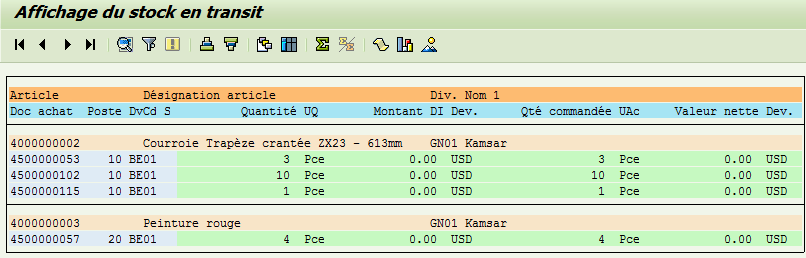 Affichage du stock en transit
Article Désignation article Div. Nom 1
Doc achat Poste DvCd S Quantité UQ Montant DI Dev. Qté commandée UAc Valeur nette Dev.
4000000002 Courroie Trapèze crantée ZX23 - 613mm GN01 Kamsar
4500000053 10 BE01 3 Pce 0.00 USD 3 Pce 0.00 USD
4500000102 10 BE01 10 Pce 0.00 USD 10 Pce 0.00 USD
4500000115 10 BE01 1 Pce 0.00 USD 1 Pce 0.00 USD
4000000003 Peinture rouge GN01 Kamsar
4500000057 20 BE01 4 Pce 0.00 USD 4 Pce 0.00 USD